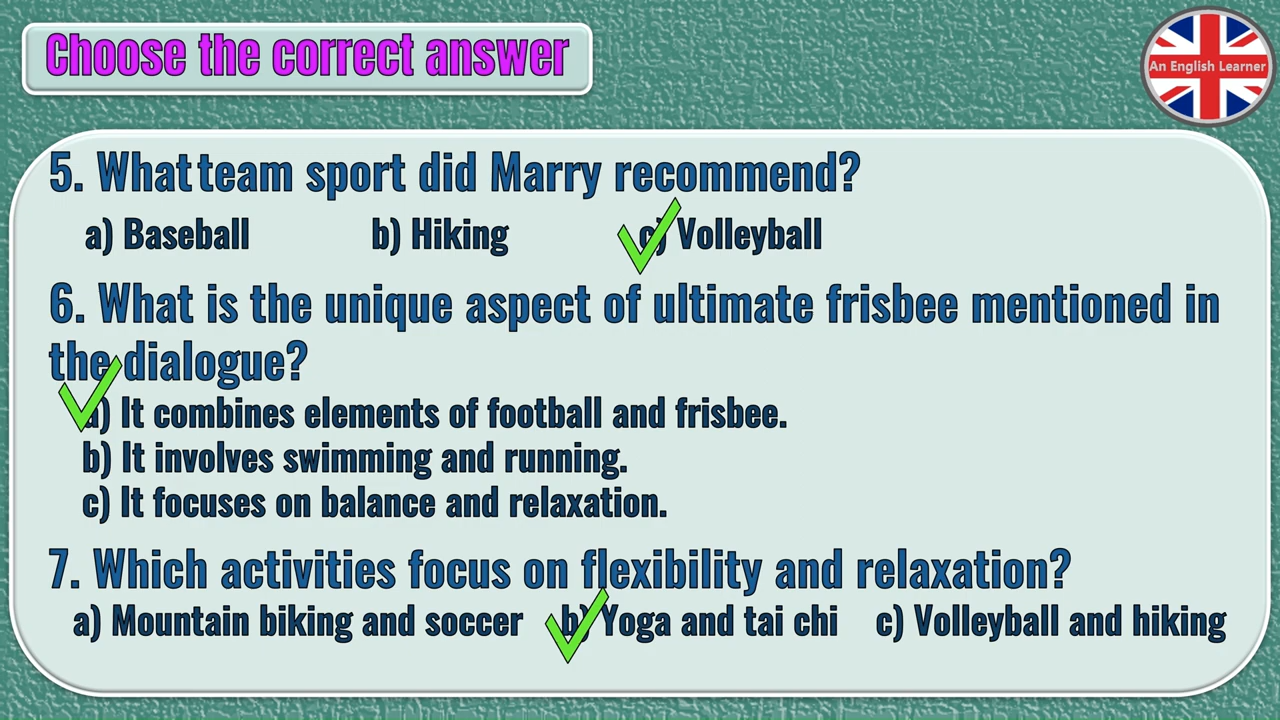 Choose the correct answer
An English Learner
5. What team sport did Marry recommend?
a) Baseball b) Hiking c) Volleyball
6. What is the unique aspect of ultimate frisbee mentioned in
the dialogue?
a) It combines elements of football and frisbee.
b) It involves swimming and running.
c) It focuses on balance and relaxation.
7. Which activities focus on flexibility and relaxation?
a) Mountain biking and soccer b) Yoga and tai chi c) Volleyball and hiking